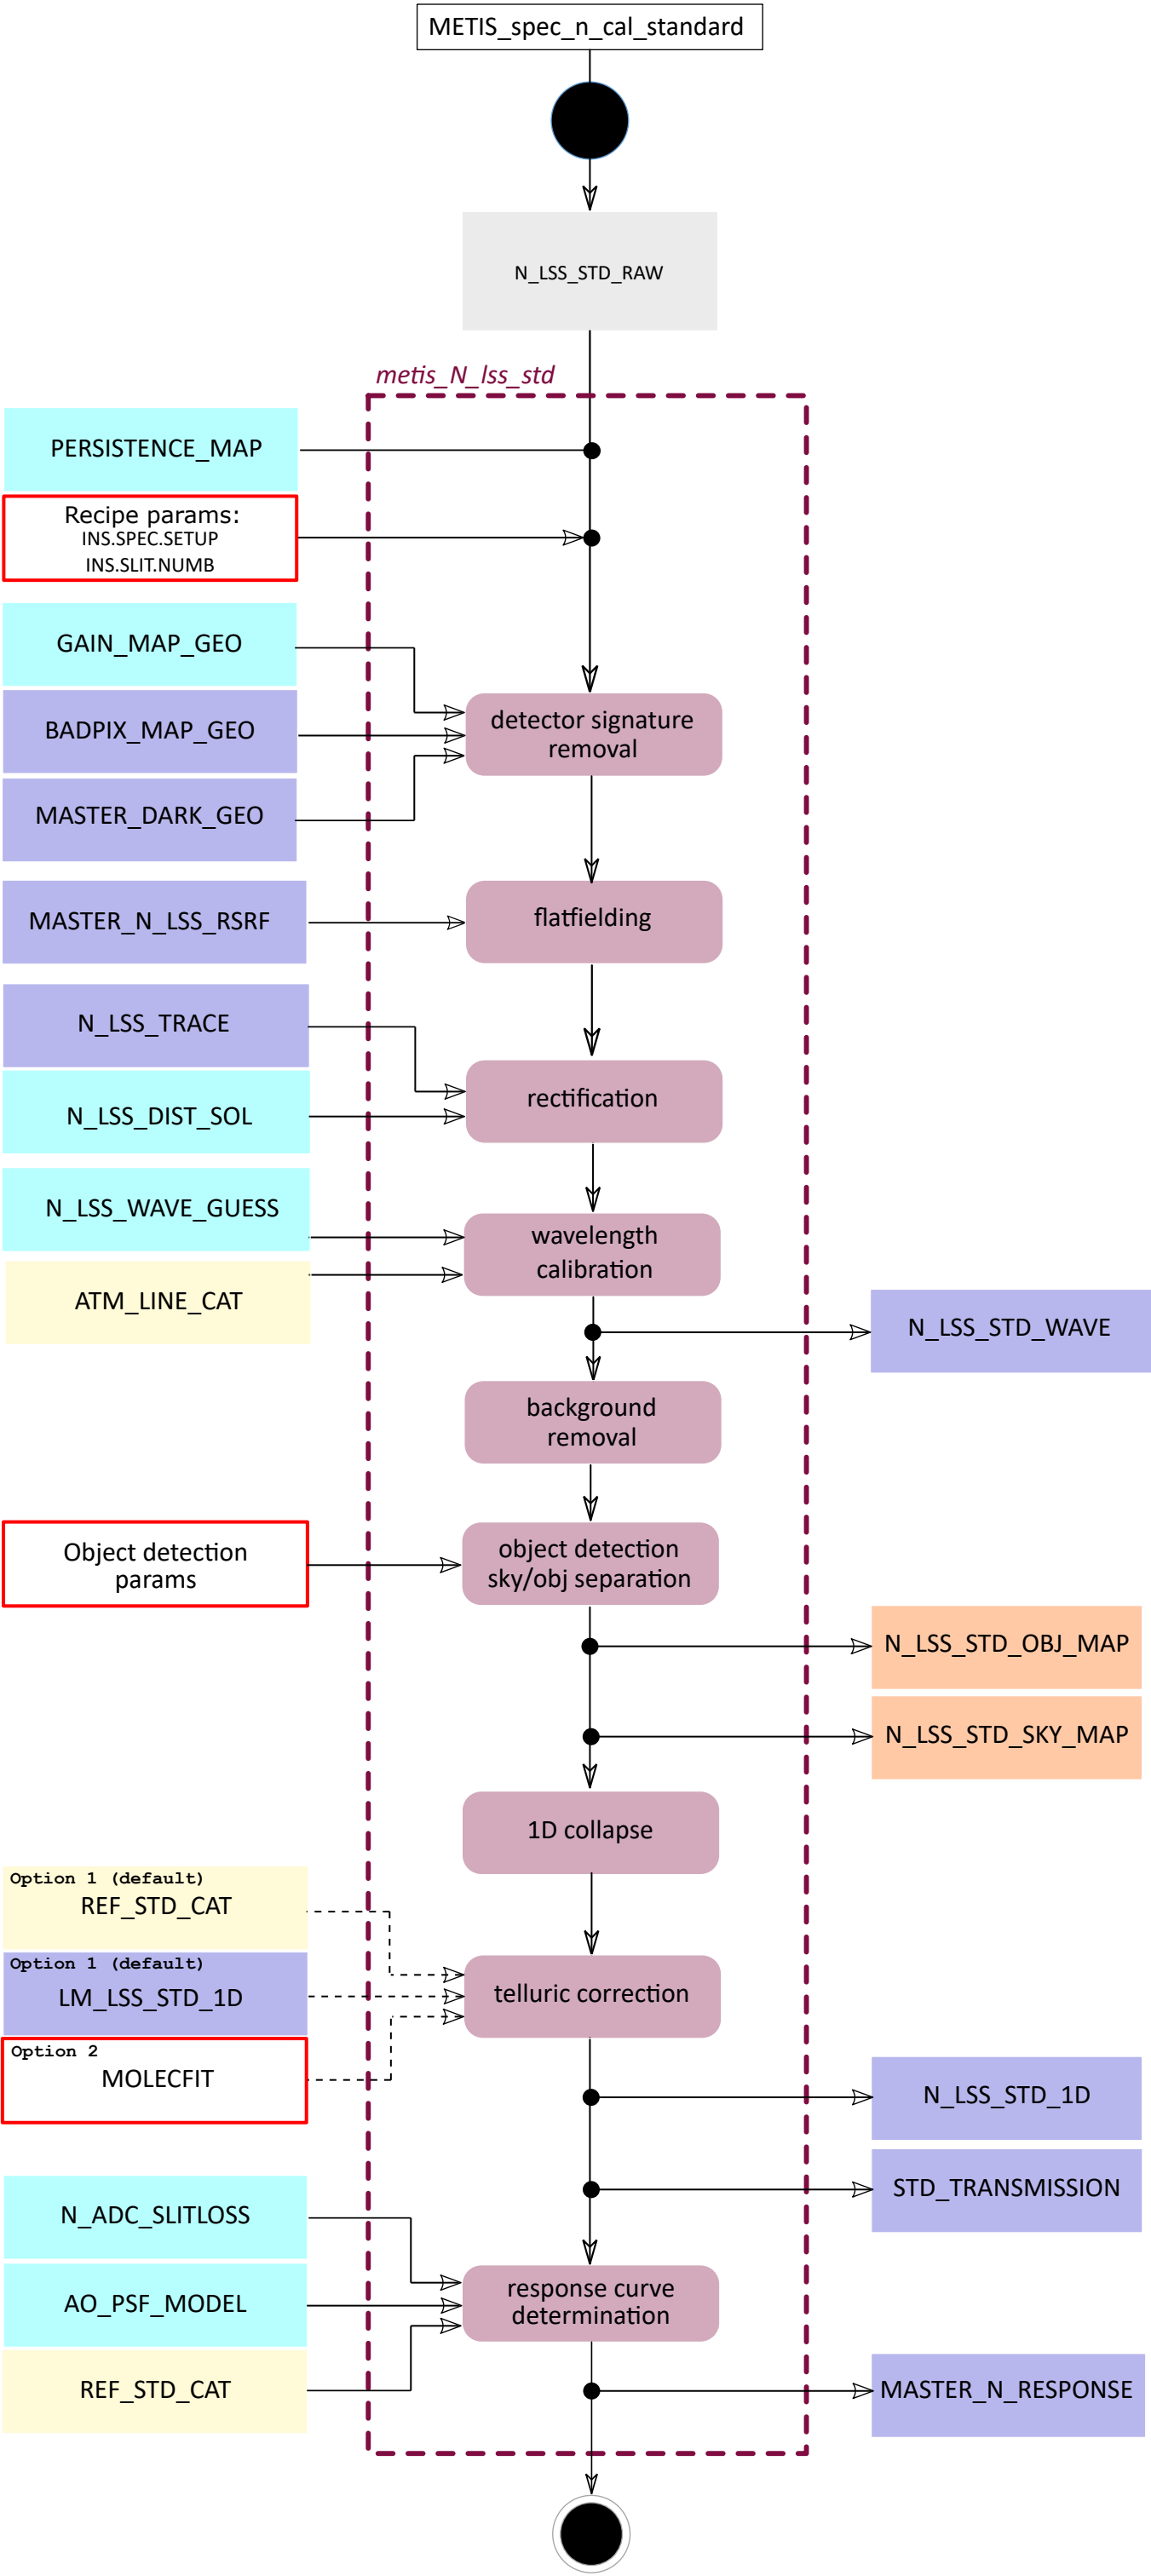 METIS_spec_n_cal_standard
N_LSS_STD_RAW
metis_N_lss_std
PERSISTENCE_MAP
Recipe params:
INS.SPEC.SETUP
INS.SLIT.NUMB
GAIN_MAP_GEO
BADPIX_MAP_GEO
MASTER_DARK_GEO
detector signature
removal
MASTER_N_LSS_RSRF
flatfielding
N_LSS_TRACE
N_LSS_DIST_SOL
rectification
N_LSS_WAVE_GUESS
ATM_LINE_CAT
wavelength
calibration
N_LSS_STD_WAVE
background
removal
Object detection
params
object detection
sky/obj separation
N_LSS_STD_OBJ_MAP
N_LSS_STD_SKY_MAP
1D collapse
Option 1 (default)
REF_STD_CAT
Option 1 (default)
LM_LSS_STD_1D
Option 2
MOLECFIT
telluric correction
N_LSS_STD_1D
STD_TRANSMISSION
N_ADC_SLITLOSS
AO_PSF_MODEL
REF_STD_CAT
response curve
determination
MASTER_N_RESPONSE